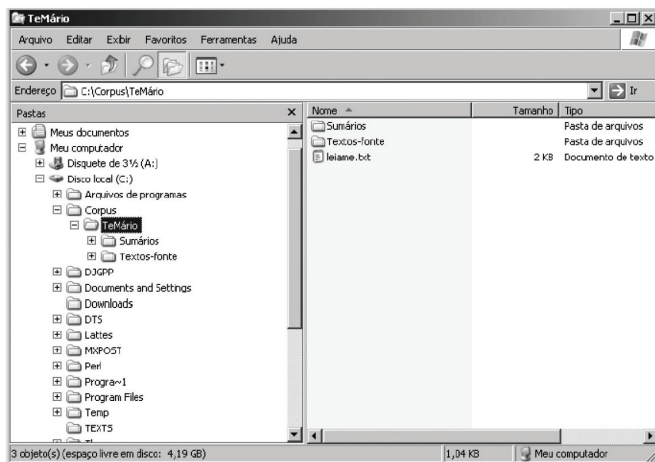 TeMário
Arquivo Editar Exibir Favoritos Ferramentas Ajuda
Endereço C:\Corpus\TeMário Ir
Pastas
Meus documentos
Meu computador
Disquete de 3½ (A:)
Disco local (C:)
Arquivos de programas
Corpus
TeMário
Sumários
Textos-fonte
DJGPP
Documents and Settings
Downloads
DTS
Lattes
MXPOST
Perl
Progra~1
Program Files
Temp
TEXTS
Nome Tamanho Tipo
Sumários Pasta de arquivos
Textos-fonte Pasta de arquivos
leiame.txt 2 KB Documento de texto
3 objeto(s) (espaço livre em disco: 4,19 GB) 1,04 KB Meu computador